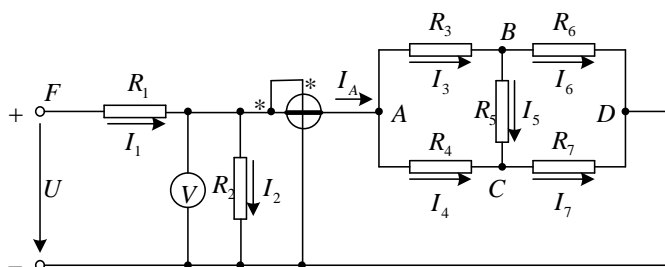 R3 B R6
F R1 * * IA I3 I6
+ A R5 I5 D
I1 R4 R7
U V R2 I2 C
I4 I7
−